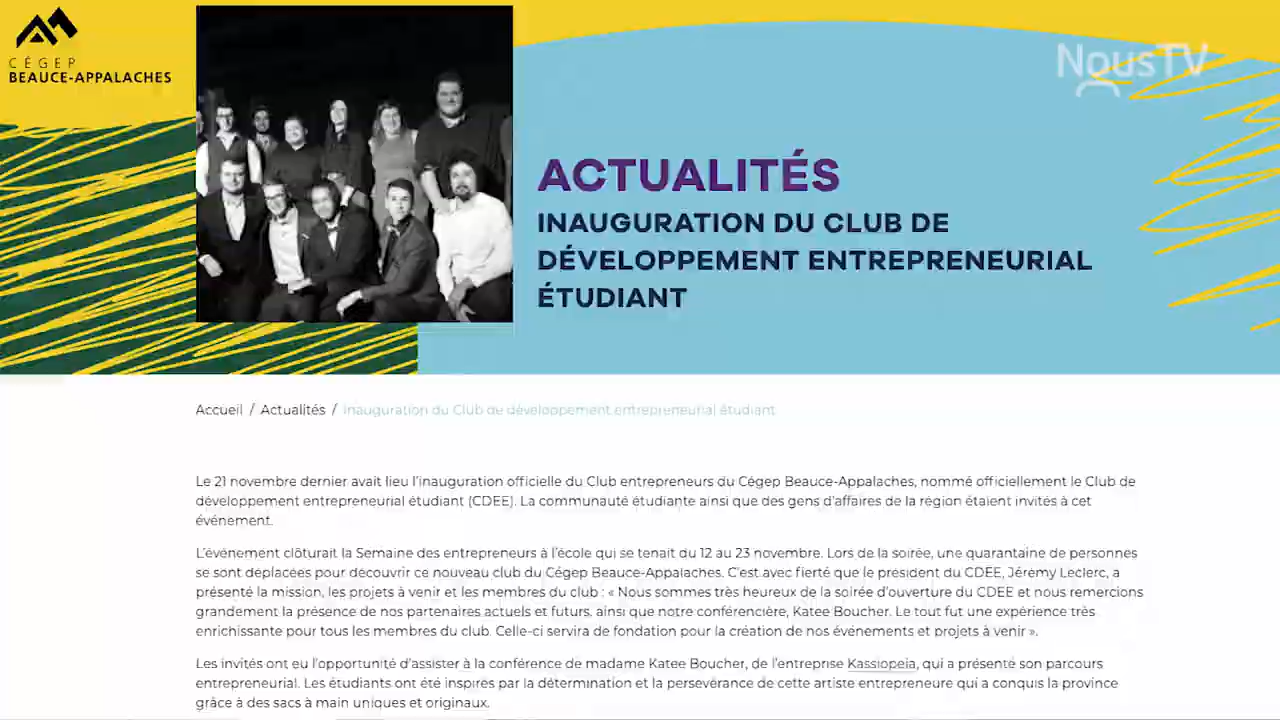 CÉGEP
BEAUCE-APPALACHES
NousTV
ACTUALITÉS
INAUGURATION DU CLUB DE
DÉVELOPPEMENT ENTREPRENEURIAL
ÉTUDIANT
Accueil / Actualités / Inauguration du Club de développement entrepreneurial étudiant
Le 21 novembre dernier avait lieu l'inauguration officielle du Club entrepreneurs du Cégep Beauce-Appalaches, nommé officiellement le Club de
développement entrepreneurial étudiant (CDEE). La communauté étudiante ainsi que des gens d'affaires de la région étaient invités à cet
événement.
L'événement clôturait la Semaine des entrepreneurs à l'école qui se tenait du 12 au 23 novembre. Lors de la soirée, une quarantaine de personnes
se sont déplacées pour découvrir ce nouveau club du Cégep Beauce-Appalaches. C'est avec fierté que le président du CDEE, Jérémy Leclerc, a
présenté la mission, les projets à venir et les membres du club : « Nous sommes très heureux de la soirée d'ouverture du CDEE et nous remercions
grandement la présence de nos partenaires actuels et futurs, ainsi que notre conférencière, Katee Boucher. Le tout fut une expérience très
enrichissante pour tous les membres du club. Celle-ci servira de fondation pour la création de nos événements et projets à venir ».
Les invités ont eu l'opportunité d'assister à la conférence de madame Katee Boucher, de l'entreprise Kassiopeia, qui a présenté son parcours
entrepreneurial. Les étudiants ont été inspirés par la détermination et la persévérance de cette artiste entrepreneure qui a conquis la province
grâce à des sacs à main uniques et originaux.